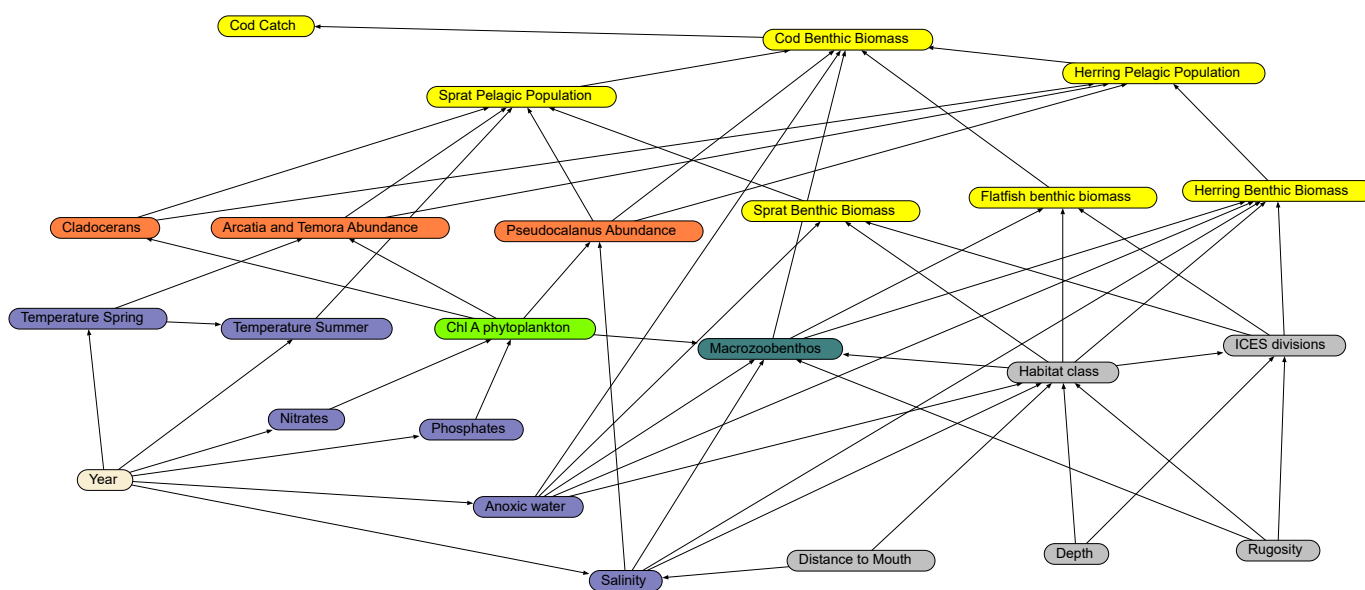 Cod Catch
Cod Benthic Biomass
Herring Pelagic Population
Sprat Pelagic Population
Herring Benthic Biomass
Flatfish benthic biomass
Sprat Benthic Biomass
Cladocerans
Arcatia and Temora Abundance
Pseudocalanus Abundance
Temperature Spring
Temperature Summer
Chl A phytoplankton
Macrozoobenthos
ICES divisions
Habitat class
Nitrates
Phosphates
Year
Anoxic water
Distance to Mouth
Depth
Rugosity
Salinity